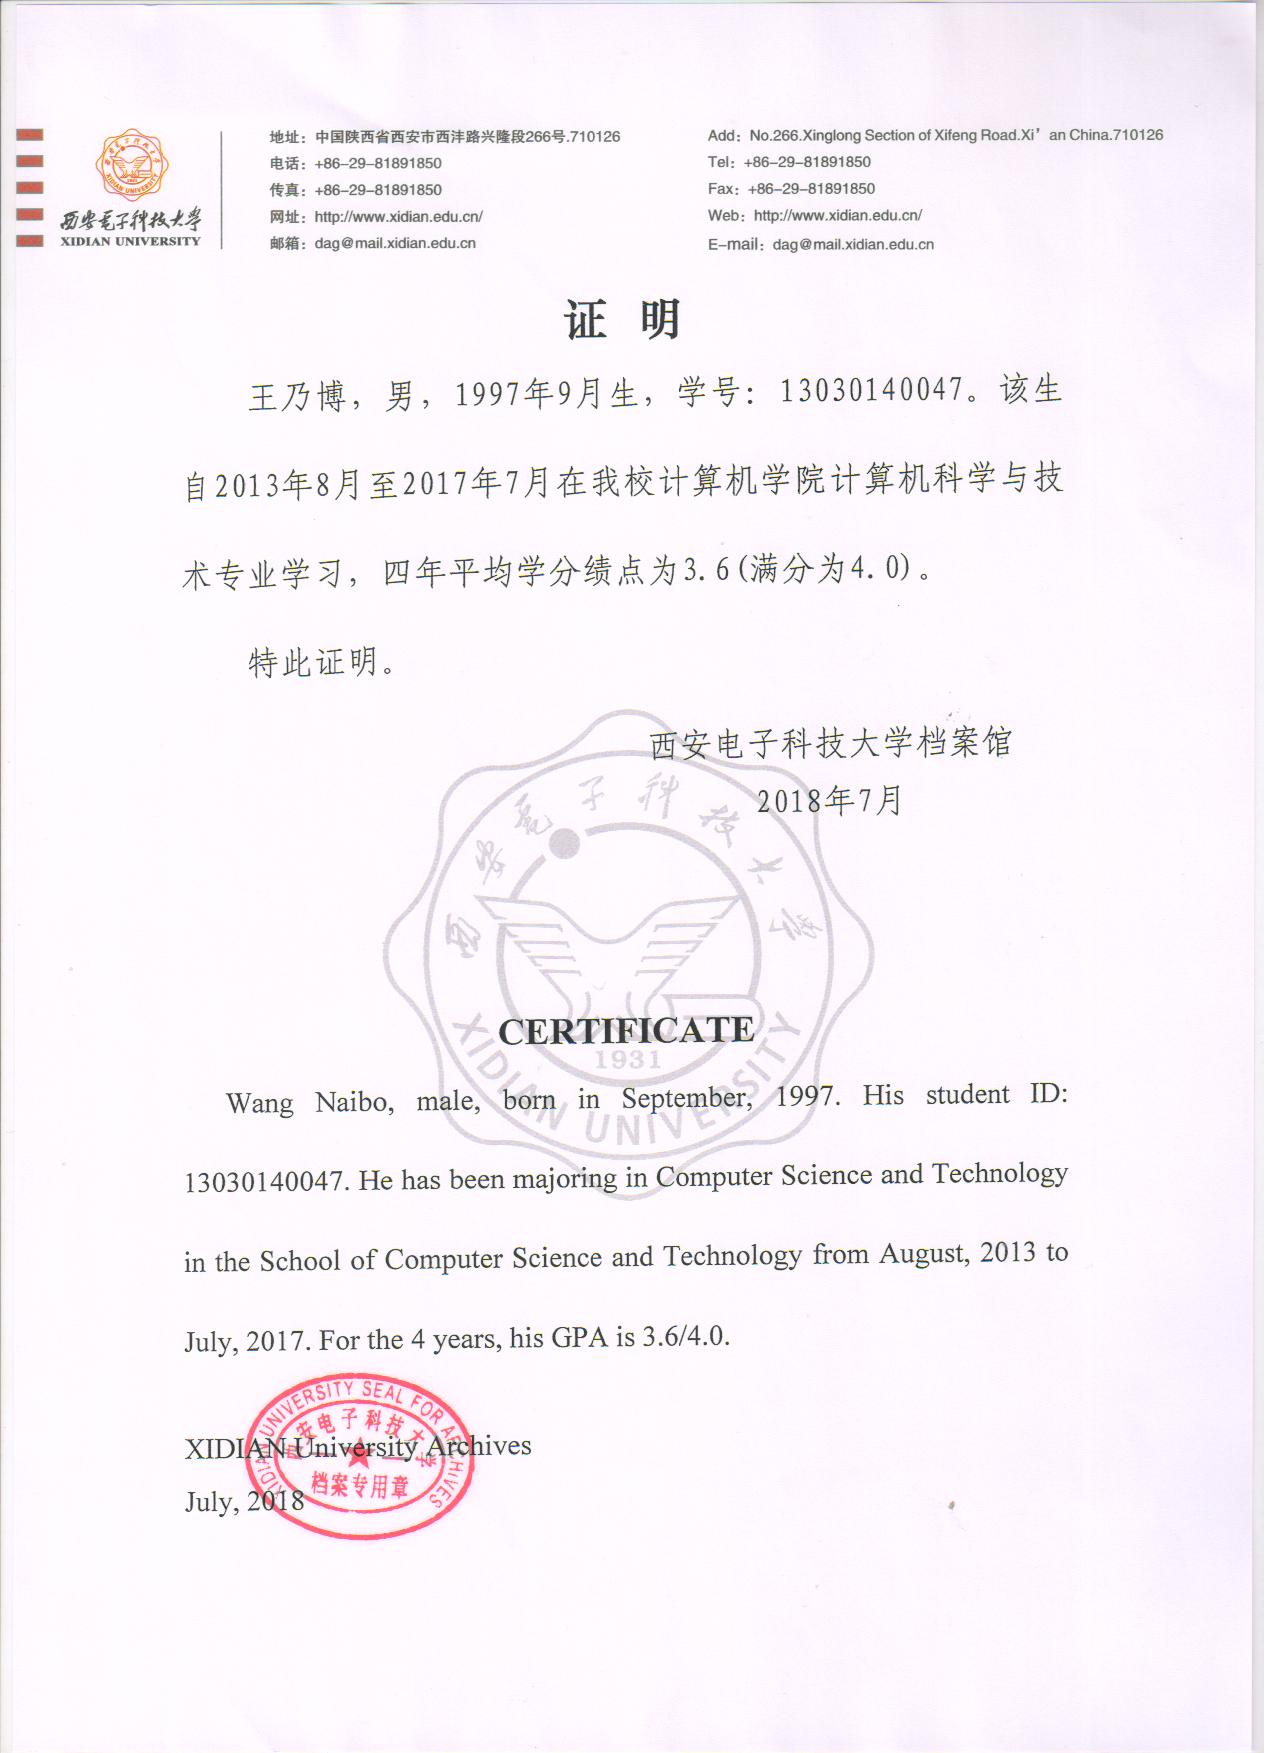 西安电子科技大学
XIDIAN UNIVERSITY
地址：中国陕西省西安市西沣路兴隆段266号.710126
电话：+86-29-81891850
传真：+86-29-81891850
网址：http://www.xidian.edu.cn/
邮箱：dag@mail.xidian.edu.cn
Add：No.266.Xinglong Section of Xifeng Road.Xi’an China.710126
Tel：+86-29-81891850
Fax：+86-29-81891850
Web：http://www.xidian.edu.cn/
E-mail：dag@mail.xidian.edu.cn
证 明
王乃博，男，1997年9月生，学号：13030140047。该生
自2013年8月至2017年7月在我校计算机学院计算机科学与技
术专业学习，四年平均学分绩点为3.6(满分为4.0)。
特此证明。
西安电子科技大学档案馆
2018年7月
西安电子科技大学
1931
XIDIAN UNIVERSITY
CERTIFICATE
Wang Naibo, male, born in September, 1997. His student ID:
13030140047. He has been majoring in Computer Science and Technology
in the School of Computer Science and Technology from August, 2013 to
July, 2017. For the 4 years, his GPA is 3.6/4.0.
XIDIAN University Archives
July, 2018
XIDIAN UNIVERSITY SEAL FOR ARCHIVES
西安电子科技大学
档案专用章